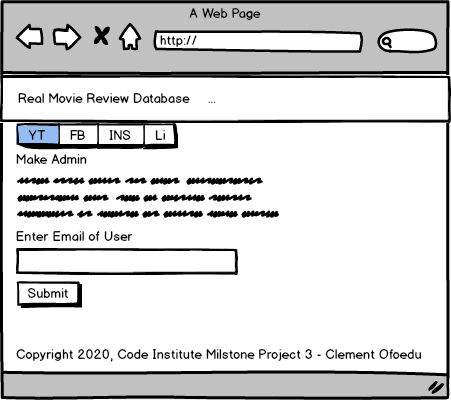 A Web Page
http://
Real Movie Review Database ...
YT FB INS Li
Make Admin
Enter Email of User
Submit
Copyright 2020, Code Institute Milstone Project 3 - Clement Ofoedu